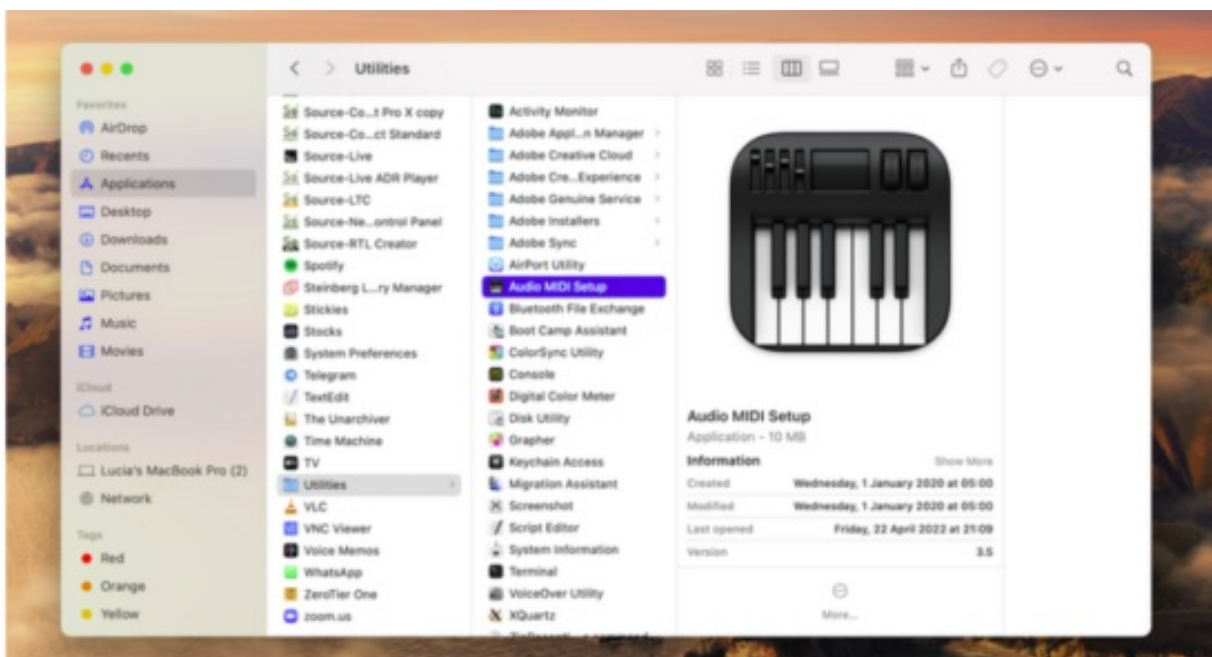 Utilities
Favorites
AirDrop
Recents
Applications
Desktop
Downloads
Documents
Pictures
Music
Movies
iCloud
iCloud Drive
Locations
Lucia's MacBook Pro (2)
Network
Tags
Red
Orange
Yellow
Source-Co...t Pro X copy
Source-Co...ct Standard
Source-Live
Source-Live ADR Player
Source-LTC
Source-Ne...ontrol Panel
Source-RTL Creator
Spotify
Steinberg L...ry Manager
Stickies
Stocks
System Preferences
Telegram
TextEdit
The Unarchiver
Time Machine
TV
Utilities
VLC
VNC Viewer
Voice Memos
WhatsApp
ZeroTier One
zoom.us
Activity Monitor
Adobe Appl...n Manager
Adobe Creative Cloud
Adobe Cre...Experience
Adobe Genuine Service
Adobe Installers
Adobe Sync
AirPort Utility
Audio MIDI Setup
Bluetooth File Exchange
Boot Camp Assistant
ColorSync Utility
Console
Digital Color Meter
Disk Utility
Grapher
Keychain Access
Migration Assistant
Screenshot
Script Editor
System Information
Terminal
VoiceOver Utility
XQuartz
Audio MIDI Setup
Application - 10 MB
Information Show More
Created Wednesday, 1 January 2020 at 05:00
Modified Wednesday, 1 January 2020 at 05:00
Last opened Friday, 22 April 2022 at 21:09
Version 3.5
More...